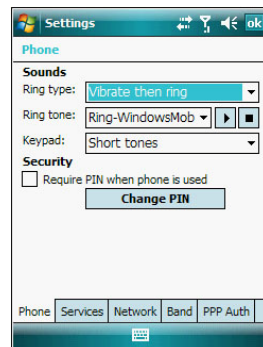 Settings
ok
Phone
Sounds
Ring type: Vibrate then ring
Ring tone: Ring-WindowsMob
Keypad: Short tones
Security
Require PIN when phone is used
Change PIN
Phone Services Network Band PPP Auth